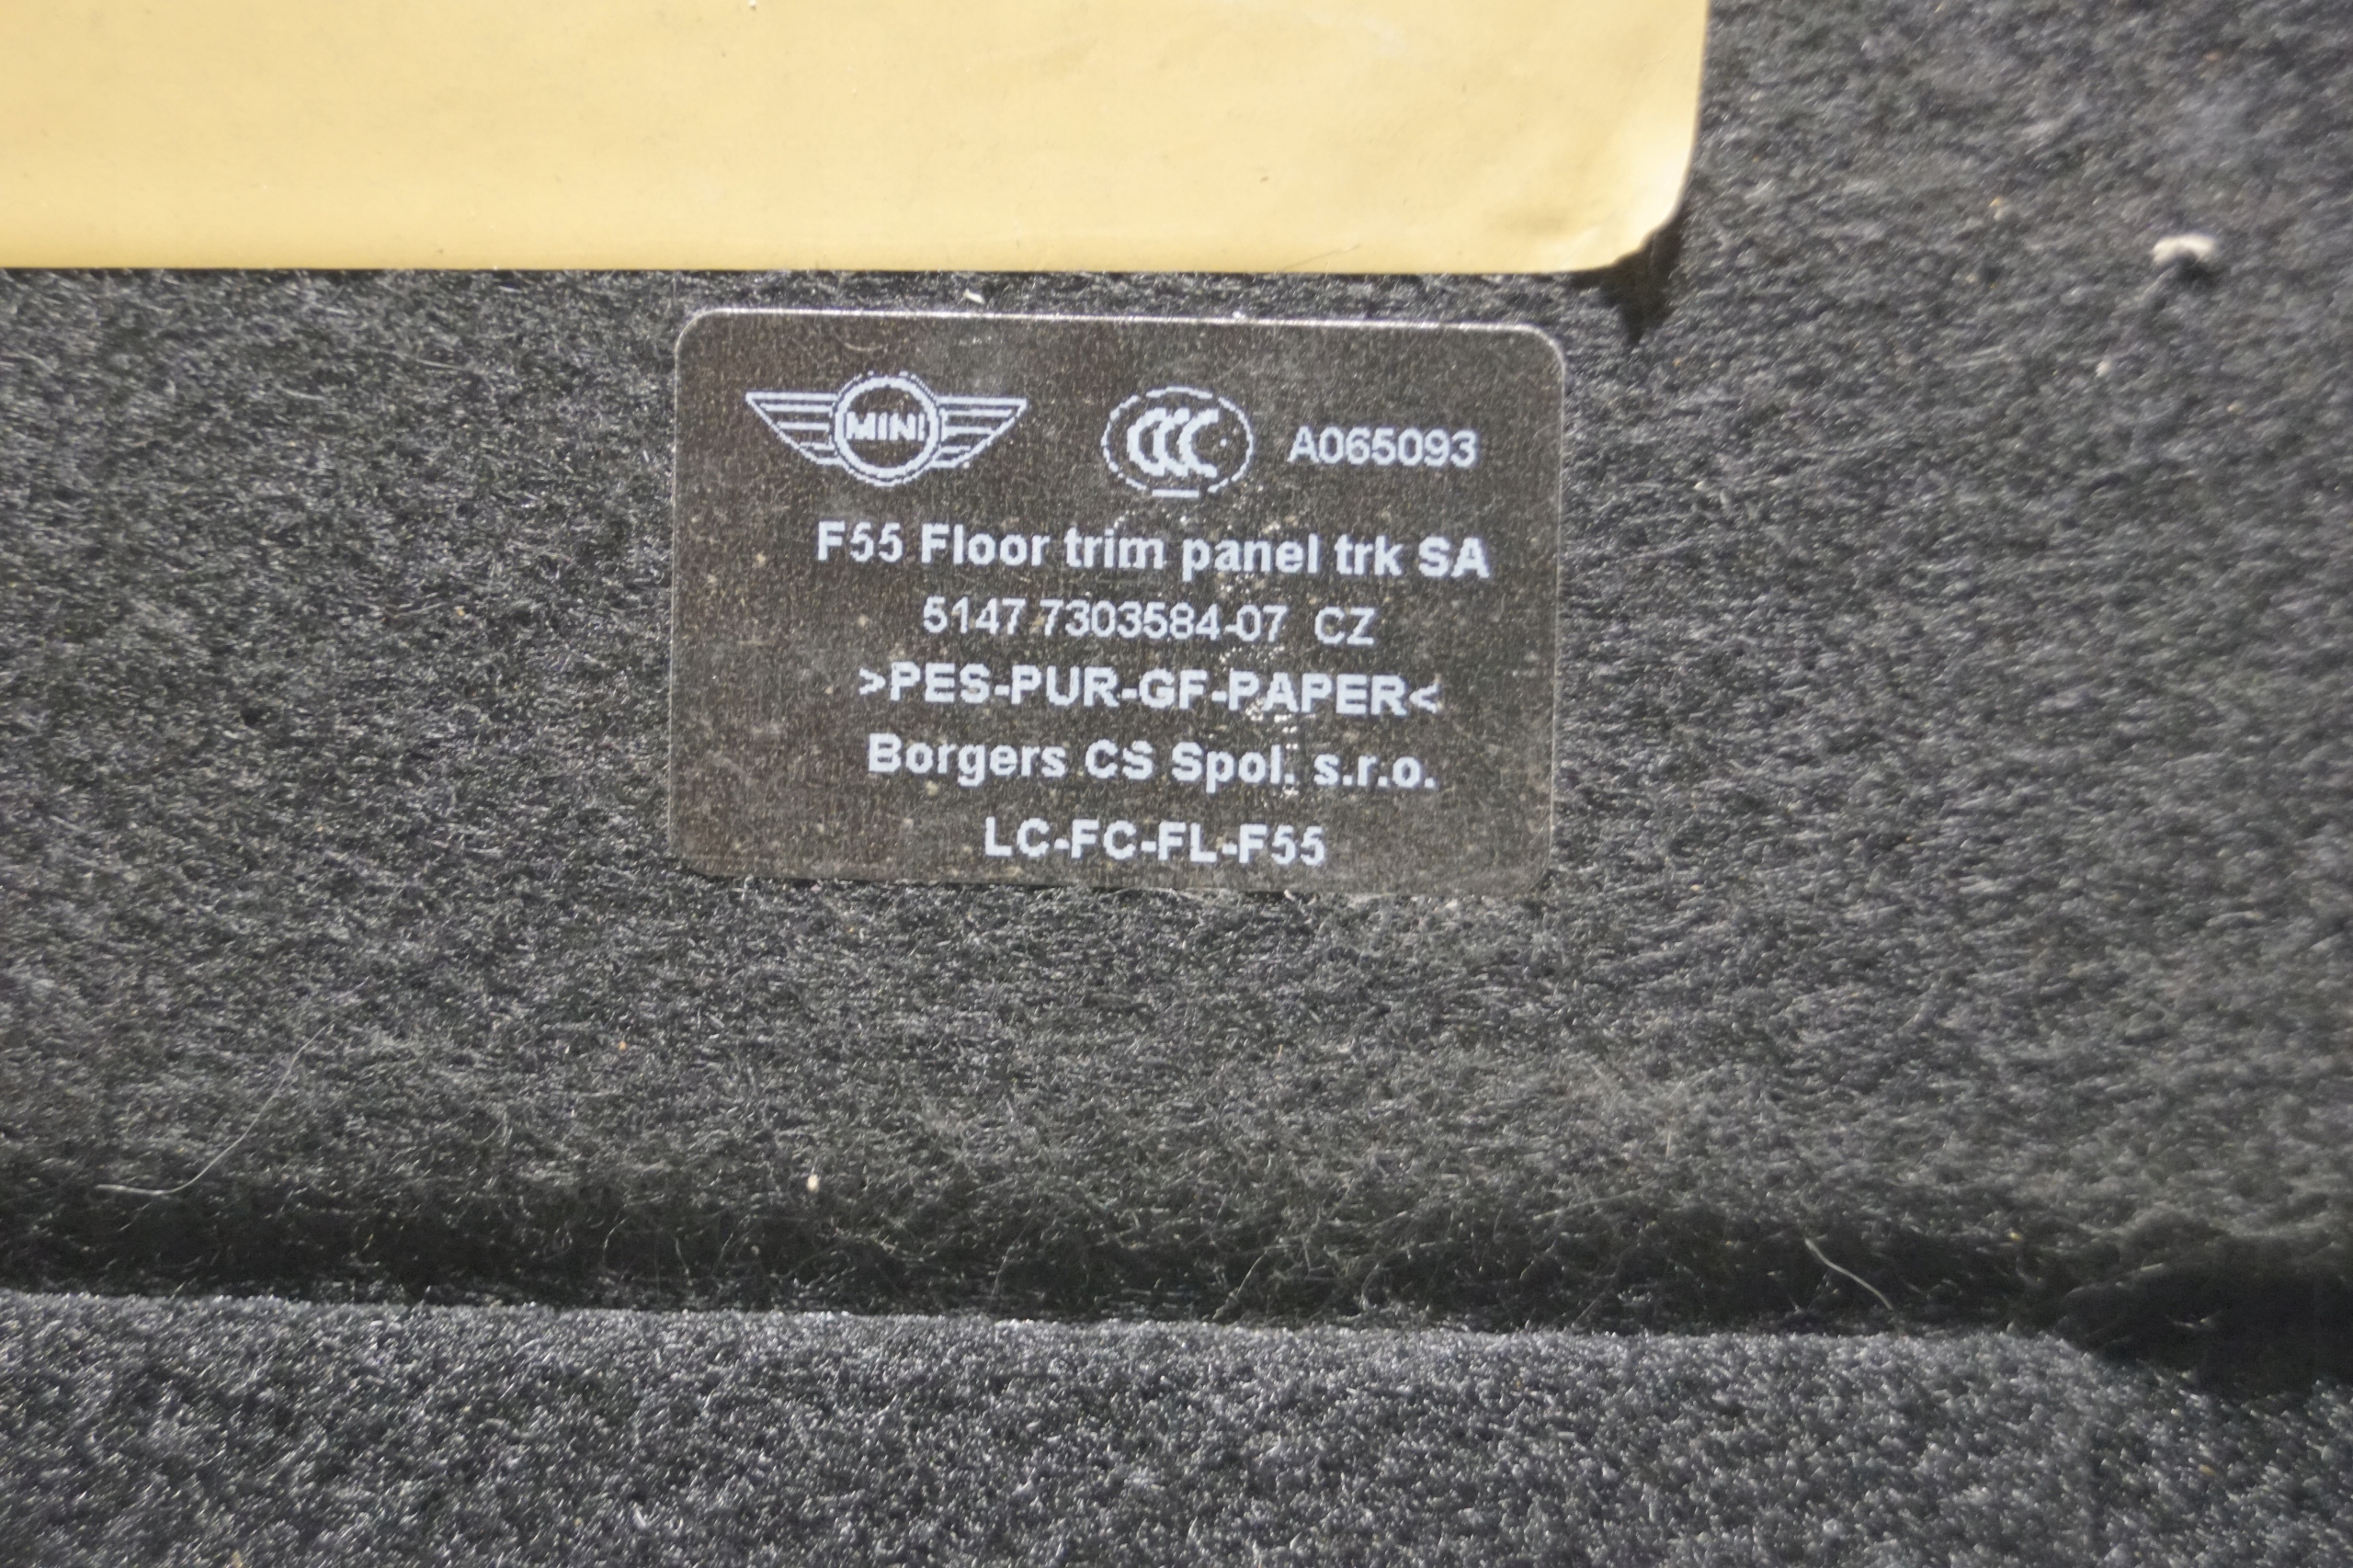 MINI CCC A065093
F55 Floor trim panel trk SA
5147 7303584-07 CZ
>PES-PUR-GF-PAPER<
Borgers CS Spol. s.r.o.
LC-FC-FL-F55